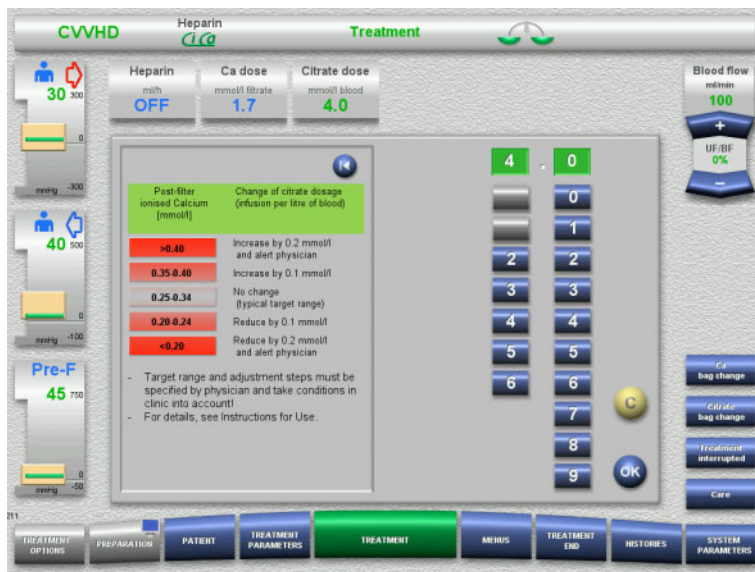 CVVHD
Heparin
CiCa
Treatment
30 300
0
mmHg -300
40 500
0
mmHg -100
Pre-F
45 750
0
mmHg -50
Heparin
ml/h
OFF
Ca dose
mmol/l filtrate
1.7
Citrate dose
mmol/l blood
4.0
Blood flow
ml/min
100
+
UF/BF
0%
−
Post-filter
ionised Calcium
[mmol/l]
Change of citrate dosage
(infusion per litre of blood)
>0.40
Increase by 0.2 mmol/l
and alert physician
0.35-0.40
Increase by 0.1 mmol/l
0.25-0.34
No change
(typical target range)
0.20-0.24
Reduce by 0.1 mmol/l
<0.20
Reduce by 0.2 mmol/l
and alert physician
- Target range and adjustment steps must be
specified by physician and take conditions in
clinic into account!
- For details, see Instructions for Use.
4 . 0
0
1
2 2
3 3
4 4
5 5
6 6
7
8
9
C
OK
Ca
bag change
Citrate
bag change
Treatment
interrupted
Care
211
TREATMENT
OPTIONS
PREPARATION
PATIENT
TREATMENT
PARAMETERS
TREATMENT
MENUS
TREATMENT
END
HISTORIES
SYSTEM
PARAMETERS